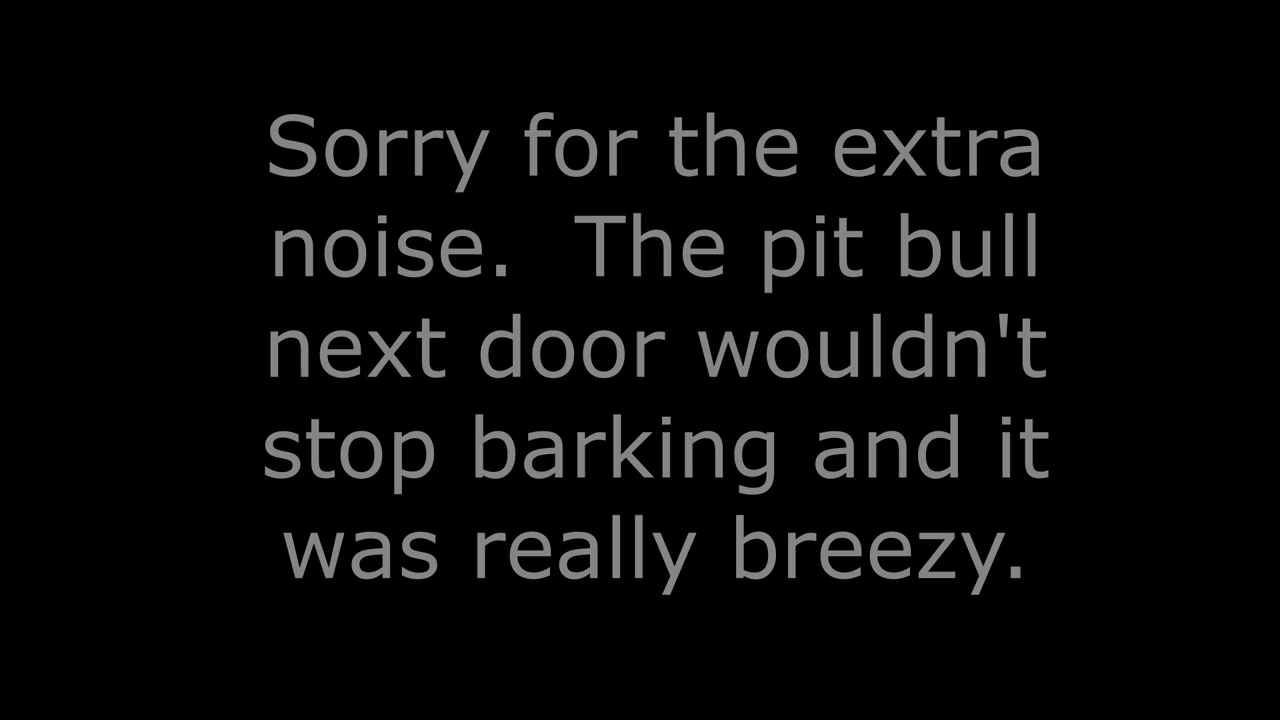 Sorry for the extra
noise.  The pit bull
next door wouldn't
stop barking and it
was really breezy.